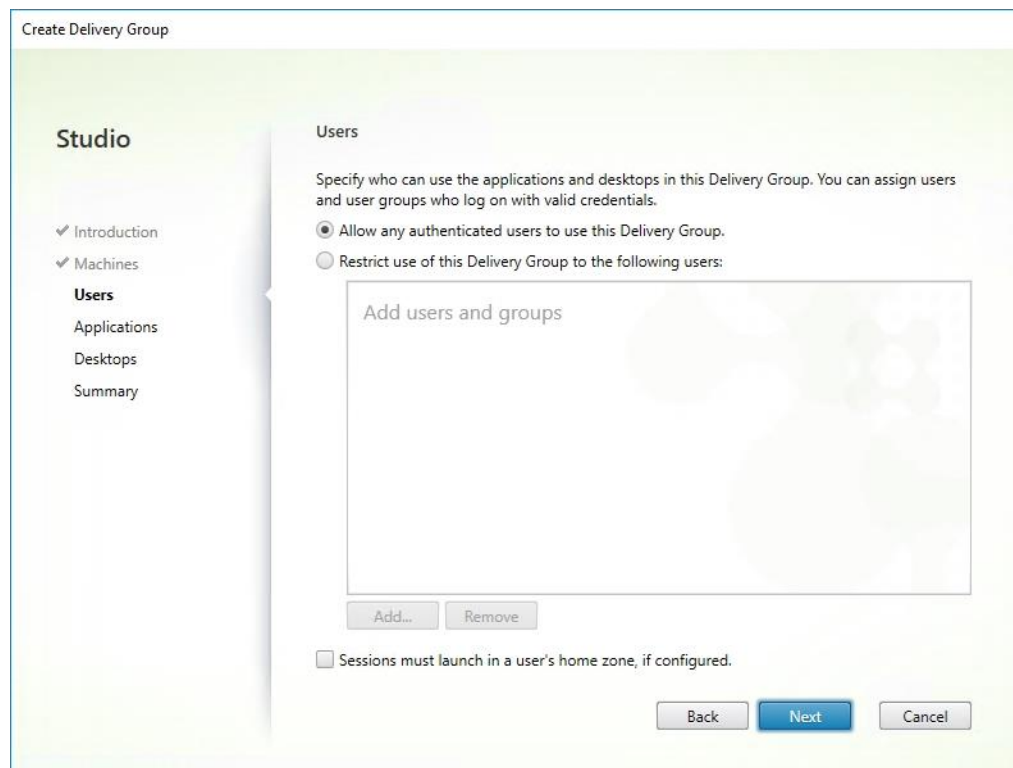 Create Delivery Group
Studio
Introduction
Machines
Users
Applications
Desktops
Summary
Users
Specify who can use the applications and desktops in this Delivery Group. You can assign users
and user groups who log on with valid credentials.
Allow any authenticated users to use this Delivery Group.
Restrict use of this Delivery Group to the following users:
Add users and groups
Add...
Remove
Sessions must launch in a user's home zone, if configured.
Back
Next
Cancel